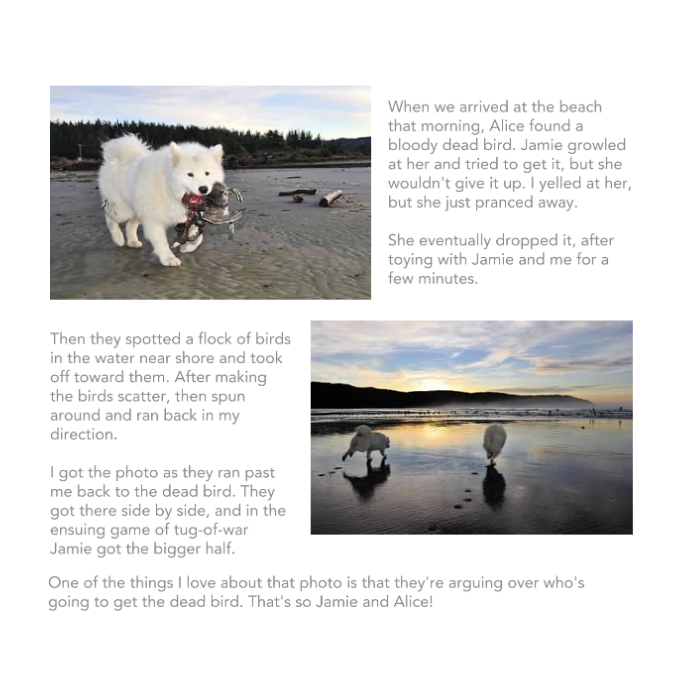 When we arrived at the beach
that morning, Alice found a
bloody dead bird. Jamie growled
at her and tried to get it, but she
wouldn't give it up. I yelled at her,
but she just pranced away.
She eventually dropped it, after
toying with Jamie and me for a
few minutes.
Then they spotted a flock of birds
in the water near shore and took
off toward them. After making
the birds scatter, then spun
around and ran back in my
direction.
I got the photo as they ran past
me back to the dead bird. They
got there side by side, and in the
ensuing game of tug-of-war
Jamie got the bigger half.
One of the things I love about that photo is that they're arguing over who's
going to get the dead bird. That's so Jamie and Alice!